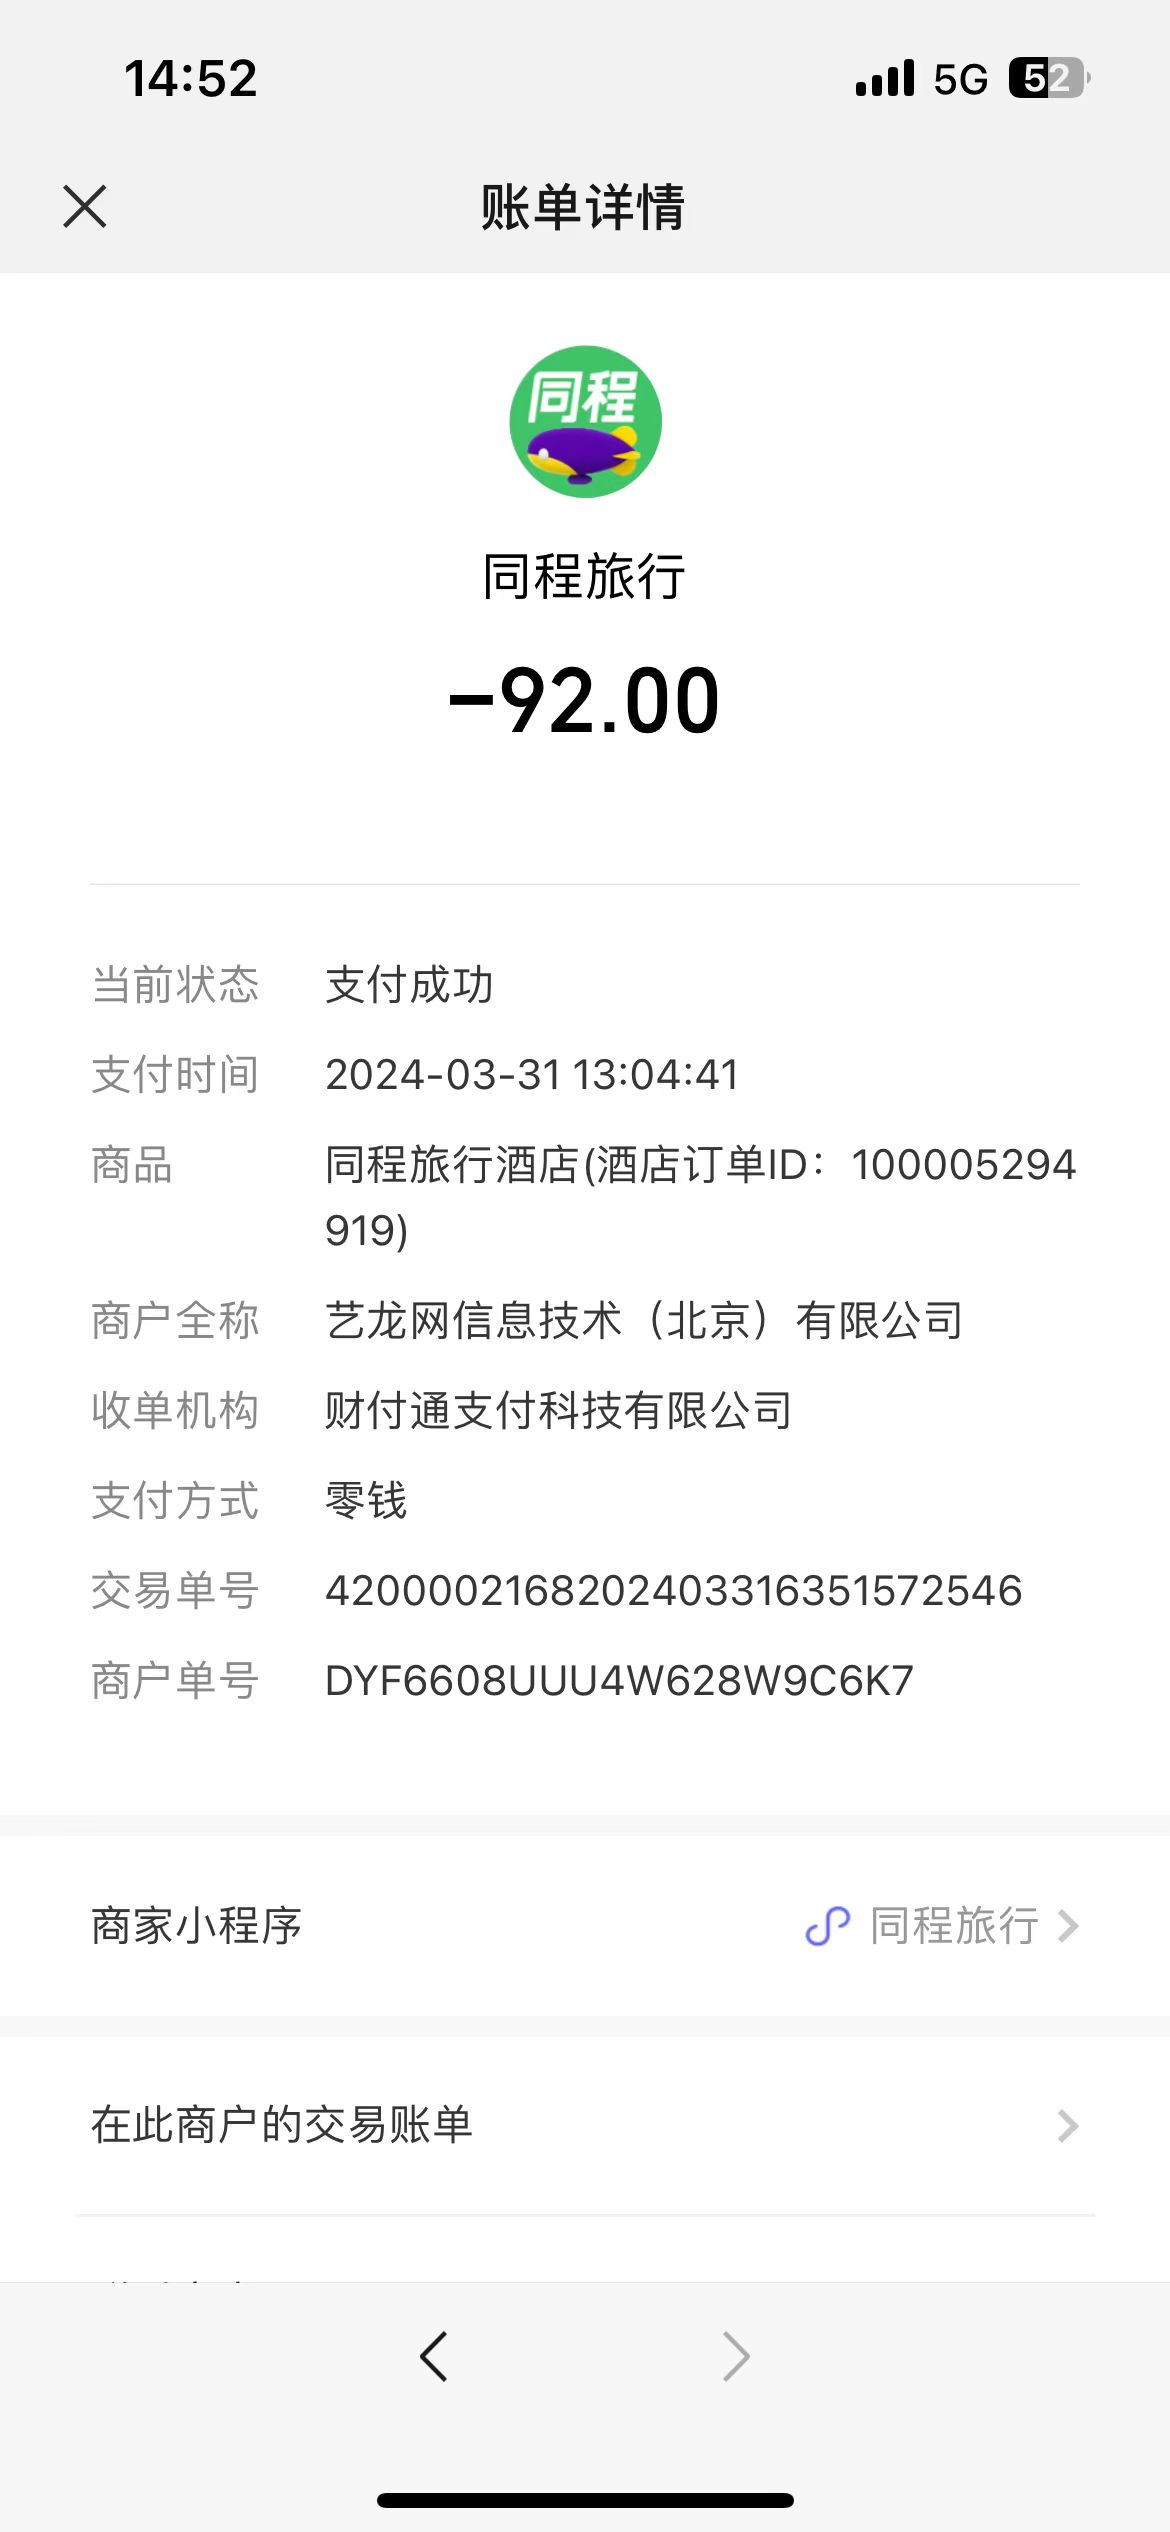 14:52
5G 52
账单详情
同程
同程旅行
-92.00
当前状态 支付成功
支付时间 2024-03-31 13:04:41
商品 同程旅行酒店(酒店订单ID：100005294
919)
商户全称 艺龙网信息技术（北京）有限公司
收单机构 财付通支付科技有限公司
支付方式 零钱
交易单号 4200002168202403316351572546
商户单号 DYF6608UUU4W628W9C6K7
商家小程序 同程旅行
在此商户的交易账单